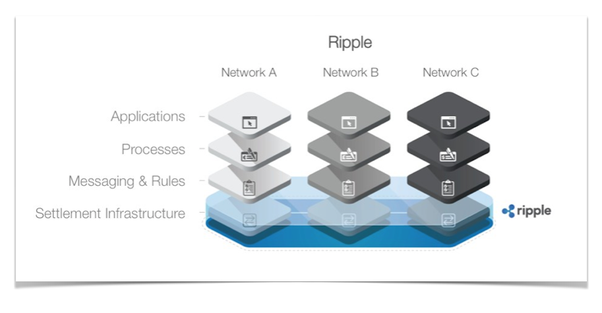 Ripple
Network A Network B Network C
Applications
Processes
Messaging & Rules
Settlement Infrastructure
ripple